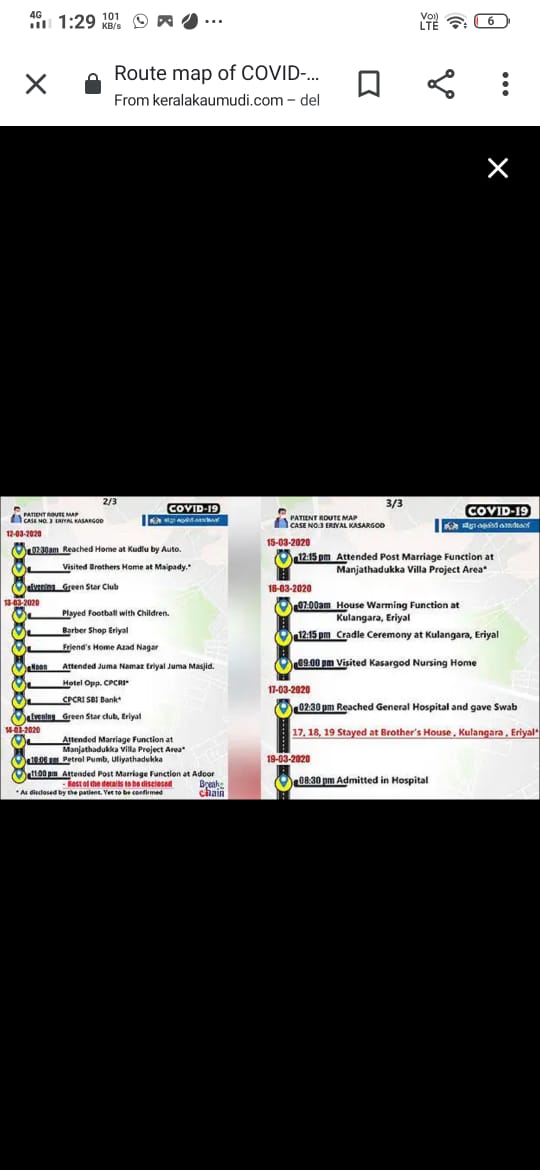 4G 1:29 101 KB/s ... Vo) LTE 6
Route map of COVID-...
From keralakaumudi.com – del
2/3
PATIENT ROUTE MAP
CASE NO. 3 ERIYAL KASARGOD
COVID-19
12-03-2020
02:30am Reached Home at Kudlu by Auto.
Visited Brothers Home at Maipady.*
Evening Green Star Club
13-03-2020
Played Football with Children.
Barber Shop Eriyal
Friend's Home Azad Nagar
Noon Attended Juma Namaz Eriyal Juma Masjid.
Hotel Opp. CPCRI*
CPCRI SBI Bank*
Evening Green Star club, Eriyal
14-03-2020
Attended Marriage Function at
Manjathadukka Villa Project Area*
10:06 am Petrol Pumb, Uliyathadukka
11:00 pm Attended Post Marriage Function at Adoor
- Rest of the details to be disclosed
* As disclosed by the patient. Yet to be confirmed
Break
Chain
3/3
PATIENT ROUTE MAP
CASE NO.3 ERIYAL KASARGOD
COVID-19
15-03-2020
12:15 pm Attended Post Marriage Function at
Manjathadukka Villa Project Area*
16-03-2020
07:00am House Warming Function at
Kulangara, Eriyal
12:15 pm Cradle Ceremony at Kulangara, Eriyal
09:00 pm Visited Kasargod Nursing Home
17-03-2020
02:30 pm Reached General Hospital and gave Swab
17, 18, 19 Stayed at Brother's House , Kulangara , Eriyal*
19-03-2020
08:30 pm Admitted in Hospital